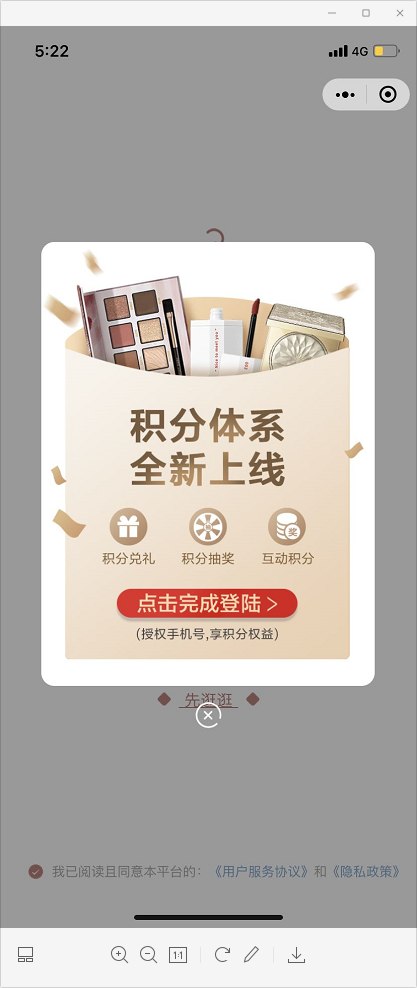 5:22
4G
积分体系
全新上线
积分兑礼
积分抽奖
奖
互动积分
点击完成登陆 >
(授权手机号,享积分权益)
先逛逛
我已阅读且同意本平台的：《用户服务协议》和《隐私政策》
1:1